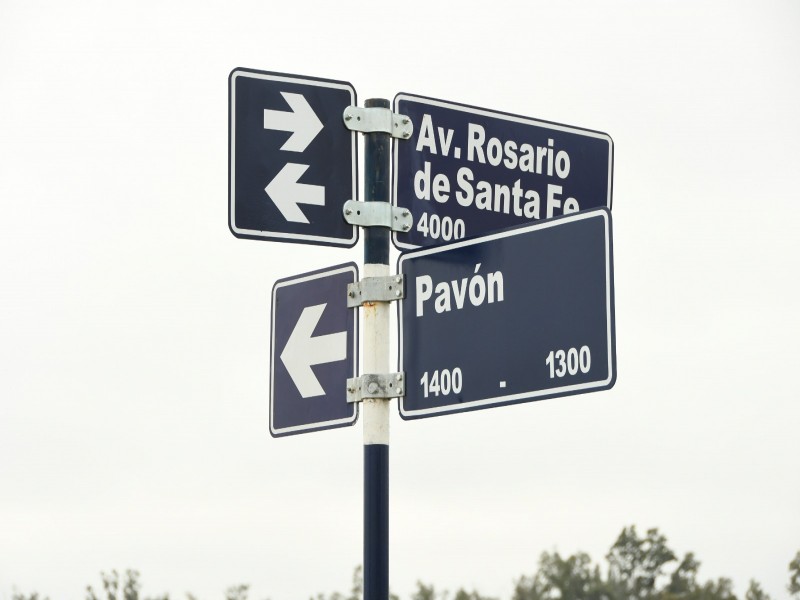 Av. Rosario
de Santa Fe
4000
Pavón
1400 - 1300